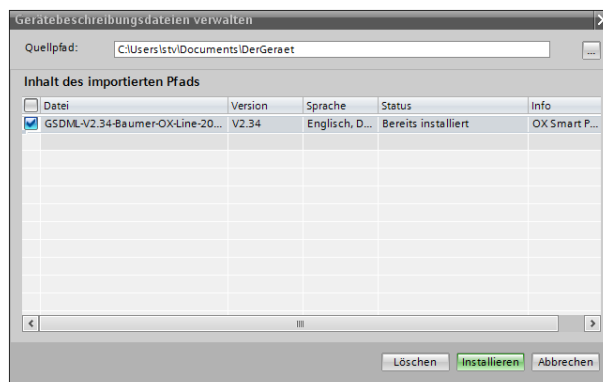 Gerätebeschreibungsdateien verwalten
Quellpfad: C:\Users\stv\Documents\DerGeraet ...
Inhalt des importierten Pfads
Datei Version Sprache Status Info
GSDML-V2.34-Baumer-OX-Line-20... V2.34 Englisch, D... Bereits installiert OX Smart P...
Löschen Installieren Abbrechen